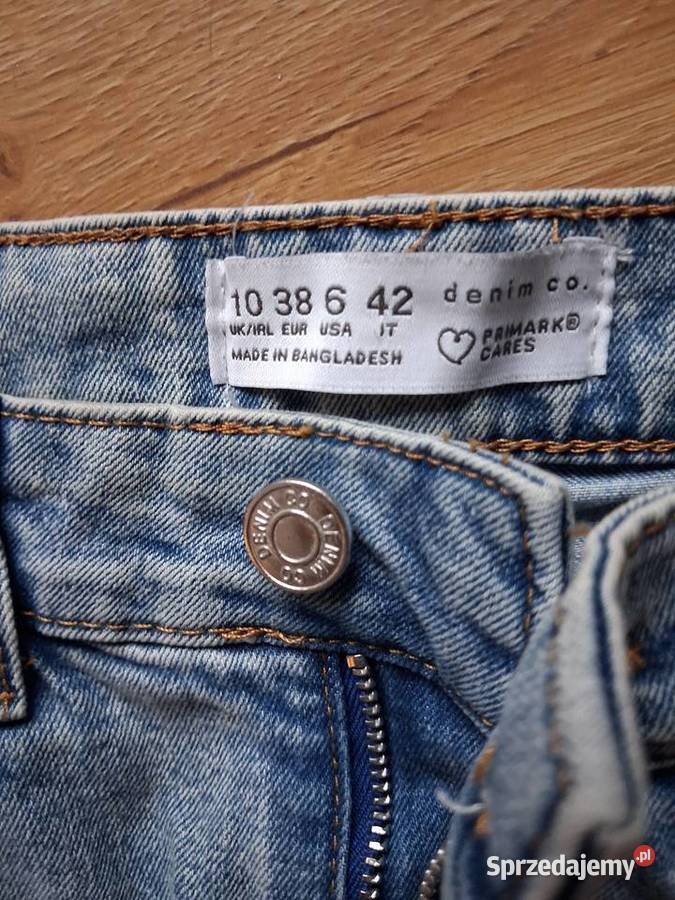 10 38 6 42 denim co.
UK/IRL EUR USA IT
MADE IN BANGLADESH
PRIMARK®
CARES
DENIM CO DENIM CO
Sprzedajemy.pl